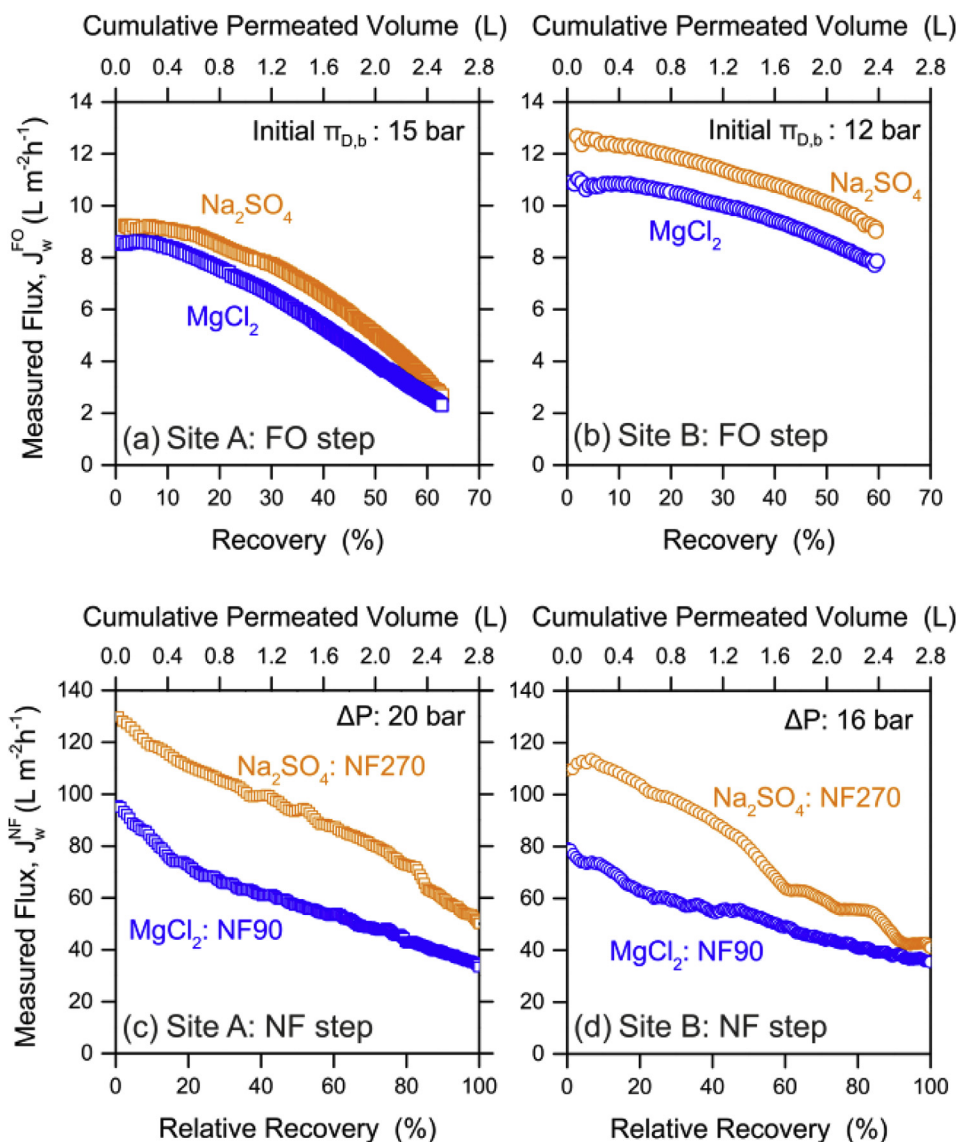 Cumulative Permeated Volume (L)
0.0 0.4 0.8 1.2 1.6 2.0 2.4 2.8
Measured Flux, J_w^FO (L m⁻²h⁻¹)
14
12
10
8
6
4
2
0
Initial π_D,b : 15 bar
Na₂SO₄
MgCl₂
(a) Site A: FO step
0 10 20 30 40 50 60 70
Recovery (%)
Cumulative Permeated Volume (L)
0.0 0.4 0.8 1.2 1.6 2.0 2.4 2.8
14
12
10
8
6
4
2
0
Initial π_D,b : 12 bar
Na₂SO₄
MgCl₂
(b) Site B: FO step
0 10 20 30 40 50 60 70
Recovery (%)
Cumulative Permeated Volume (L)
0.0 0.4 0.8 1.2 1.6 2.0 2.4 2.8
Measured Flux, J_w^NF (L m⁻²h⁻¹)
140
120
100
80
60
40
20
0
ΔP: 20 bar
Na₂SO₄: NF270
MgCl₂: NF90
(c) Site A: NF step
0 20 40 60 80 100
Relative Recovery (%)
Cumulative Permeated Volume (L)
0.0 0.4 0.8 1.2 1.6 2.0 2.4 2.8
140
120
100
80
60
40
20
0
ΔP: 16 bar
Na₂SO₄: NF270
MgCl₂: NF90
(d) Site B: NF step
0 20 40 60 80 100
Relative Recovery (%)